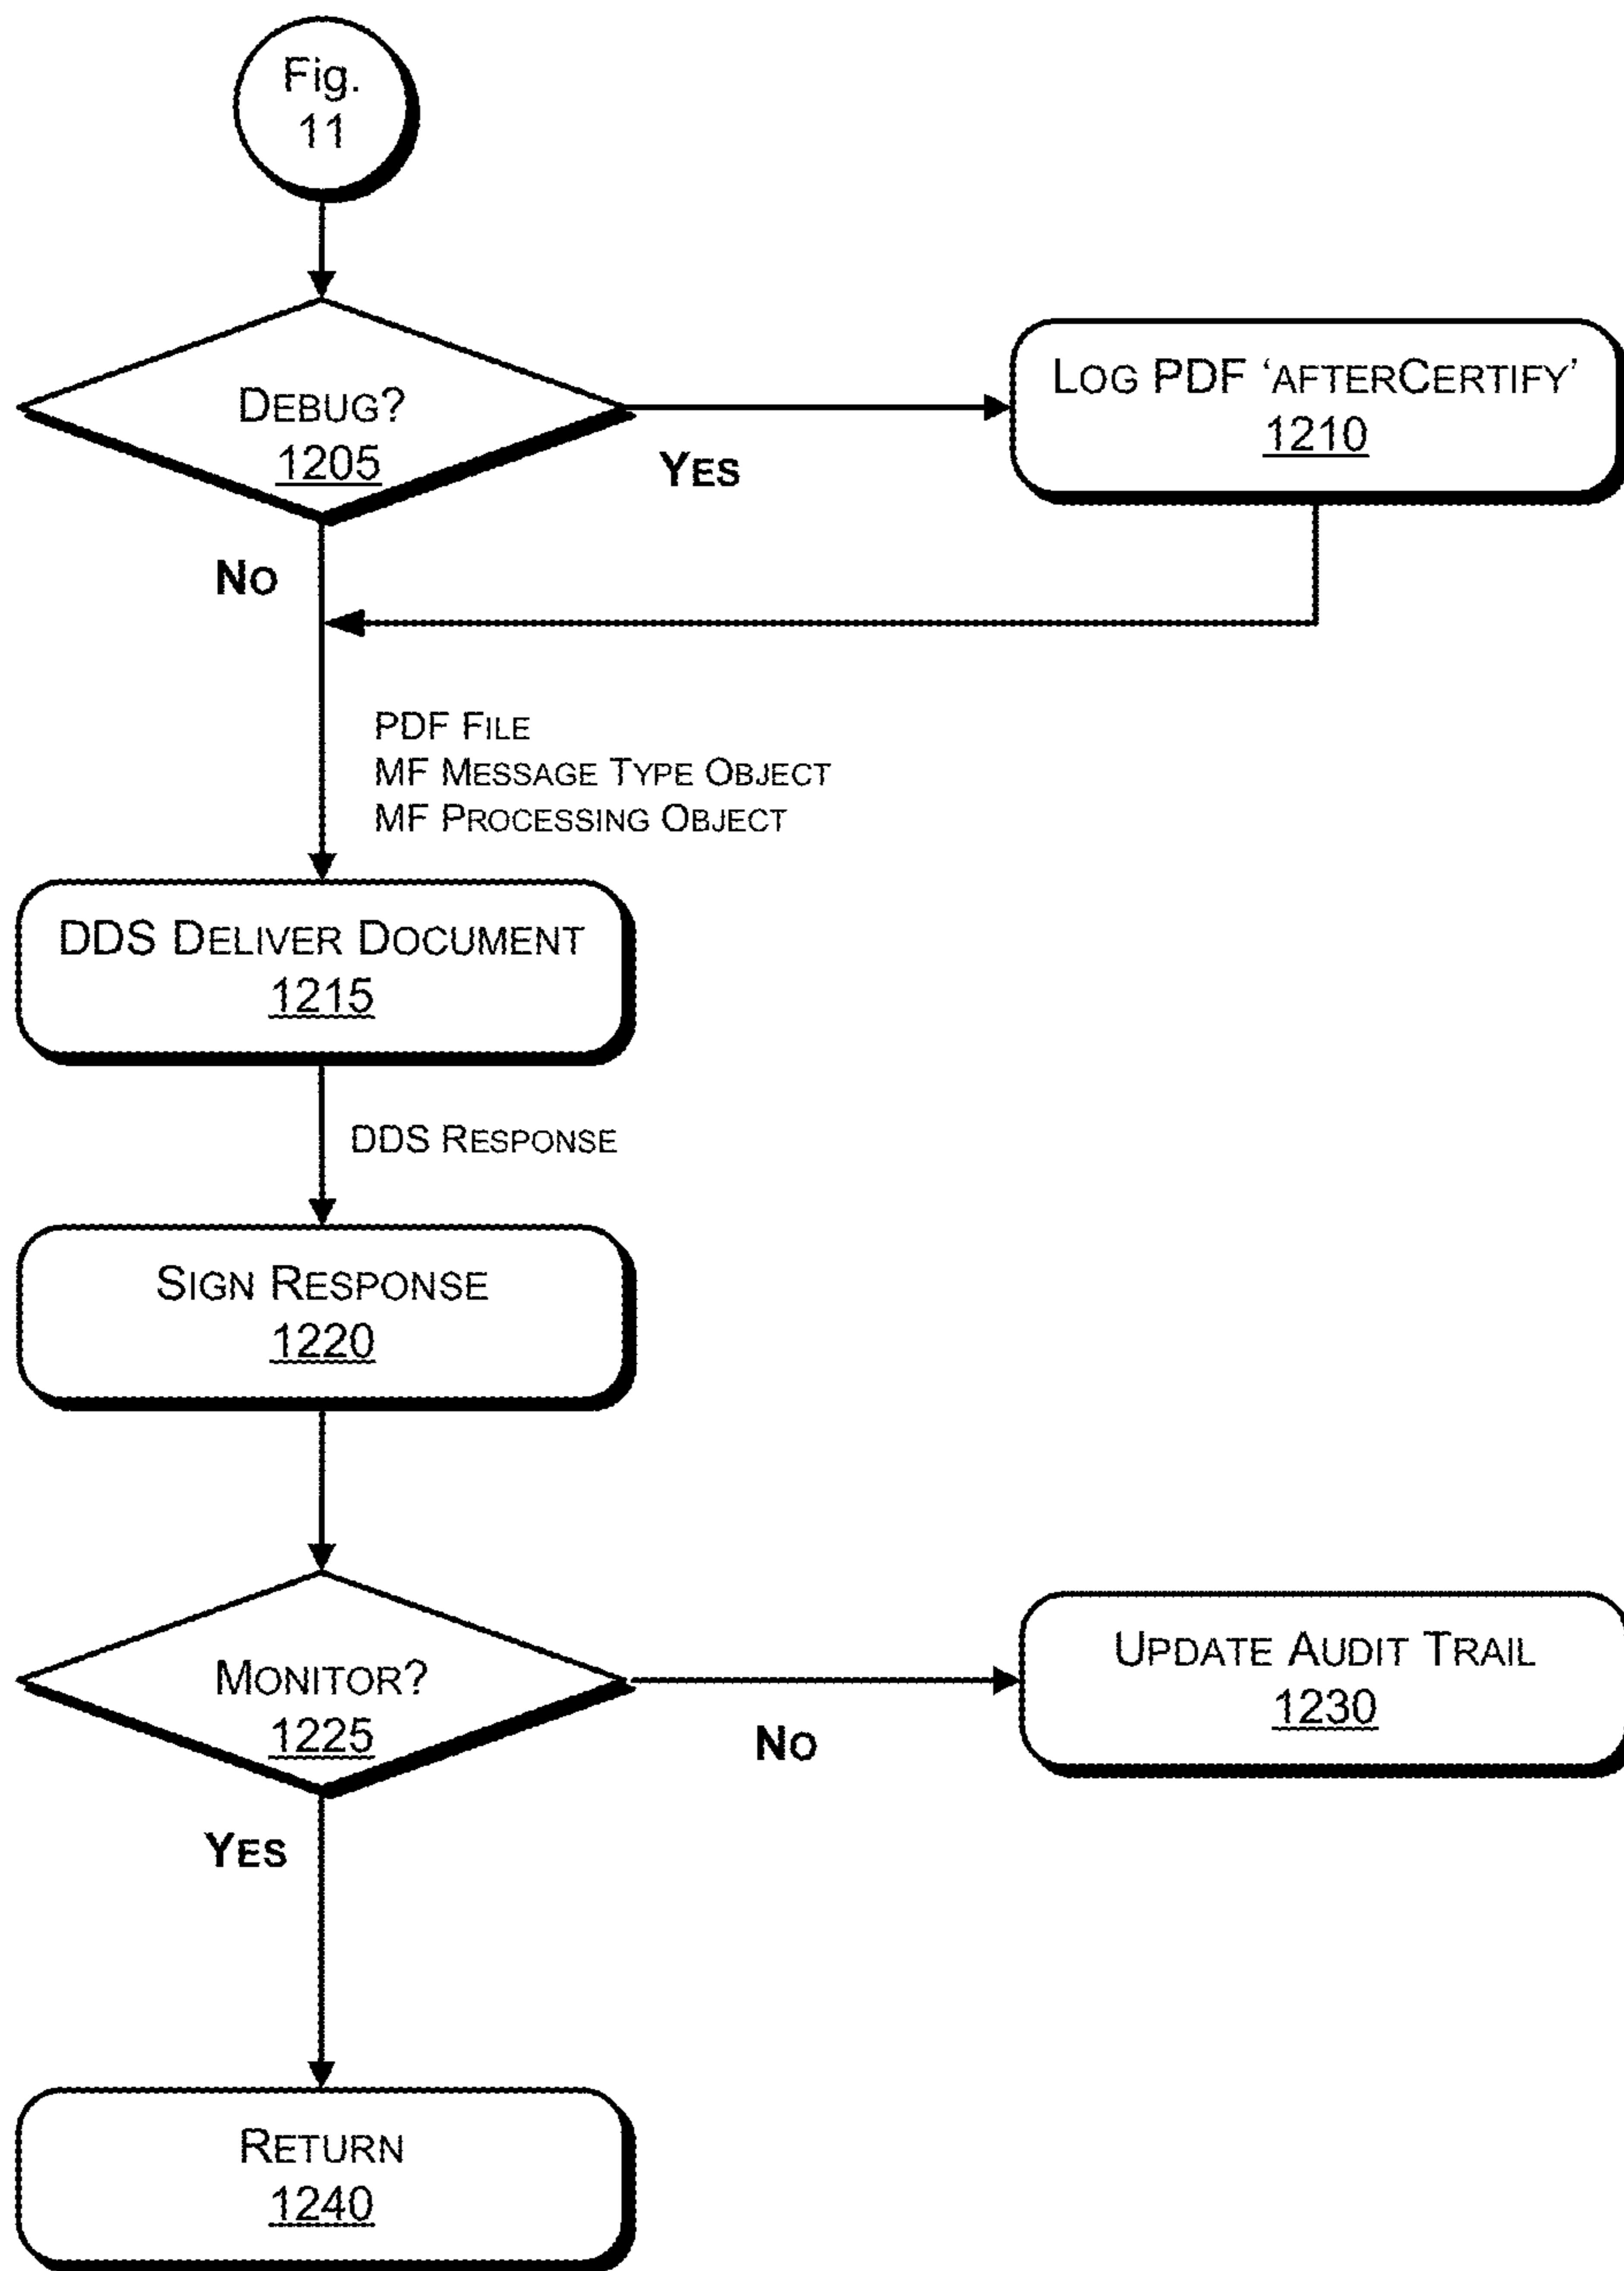 Fig.
11
DEBUG?
1205
YES
LOG PDF ‘AFTERCERTIFY’
1210
NO
PDF FILE
MF MESSAGE TYPE OBJECT
MF PROCESSING OBJECT
DDS DELIVER DOCUMENT
1215
DDS RESPONSE
SIGN RESPONSE
1220
MONITOR?
1225
NO
UPDATE AUDIT TRAIL
1230
YES
RETURN
1240